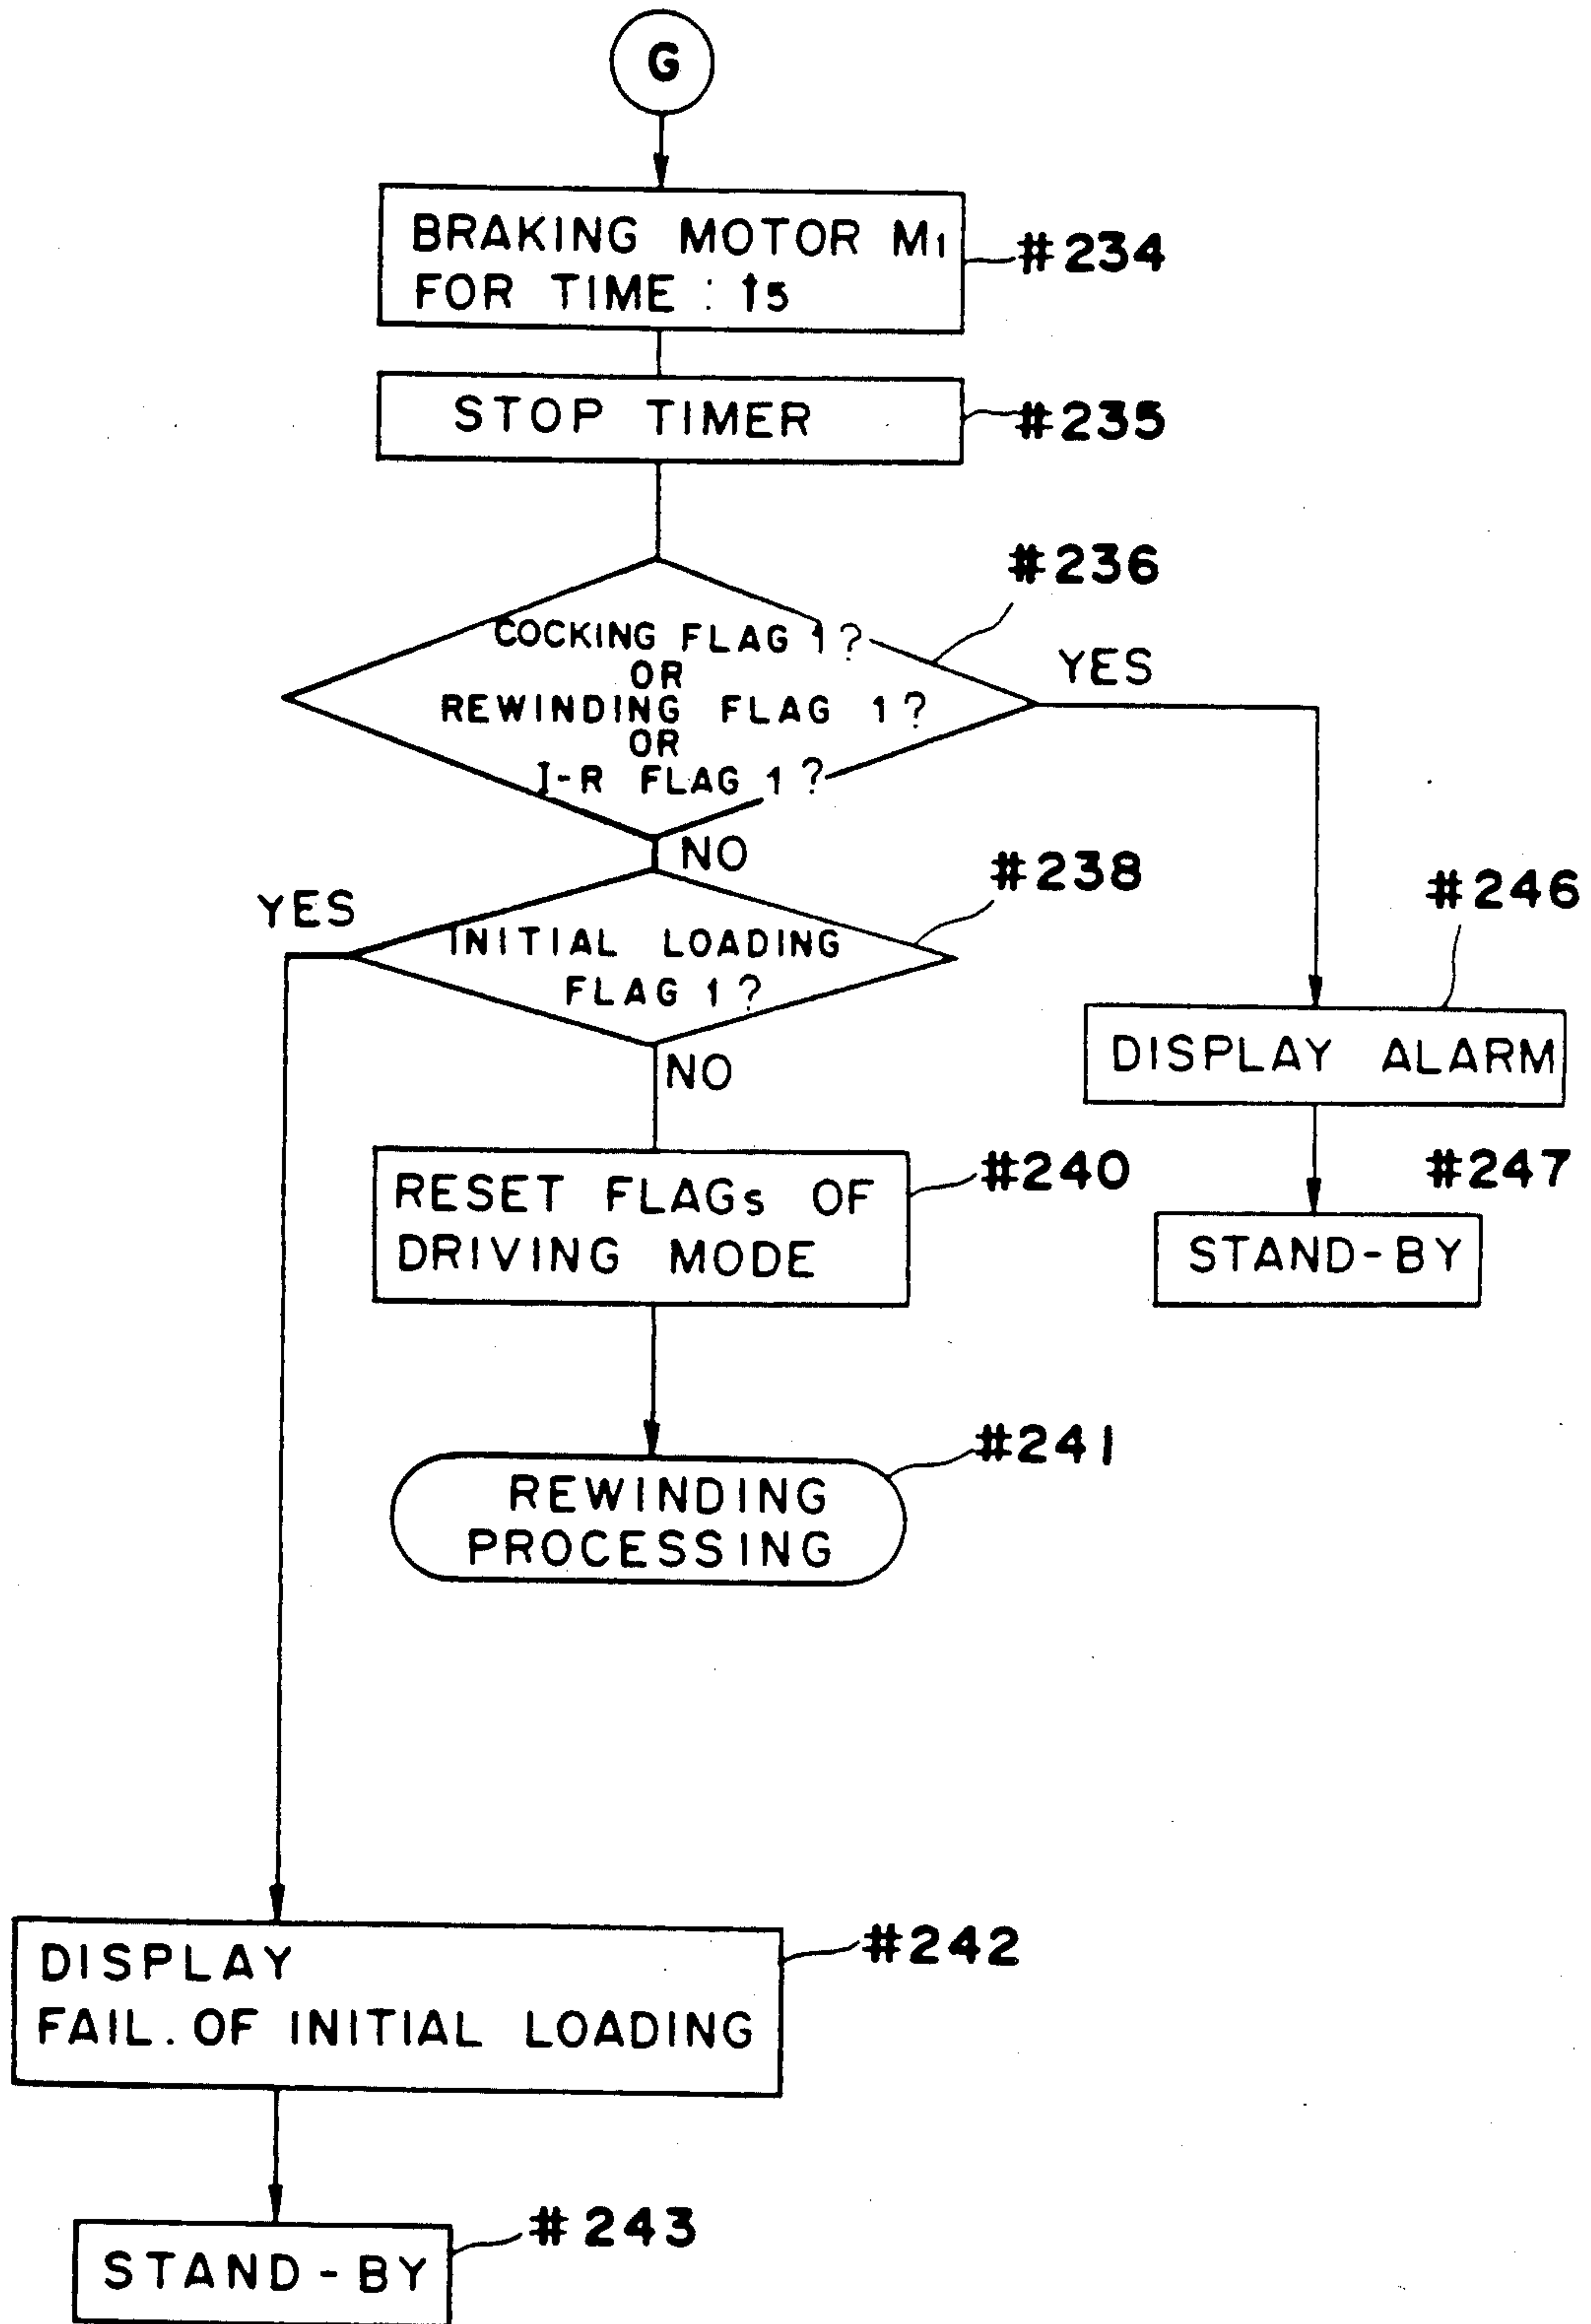 G
BRAKING MOTOR M1
FOR TIME : t5
#234
STOP TIMER
#235
#236
COCKING FLAG 1?
OR
REWINDING FLAG 1?
OR
I-R FLAG 1?
YES
NO
#238
YES
INITIAL LOADING
FLAG 1?
NO
#246
DISPLAY ALARM
RESET FLAGs OF
DRIVING MODE
#240
#247
STAND-BY
#241
REWINDING
PROCESSING
DISPLAY
FAIL. OF INITIAL LOADING
#242
#243
STAND-BY